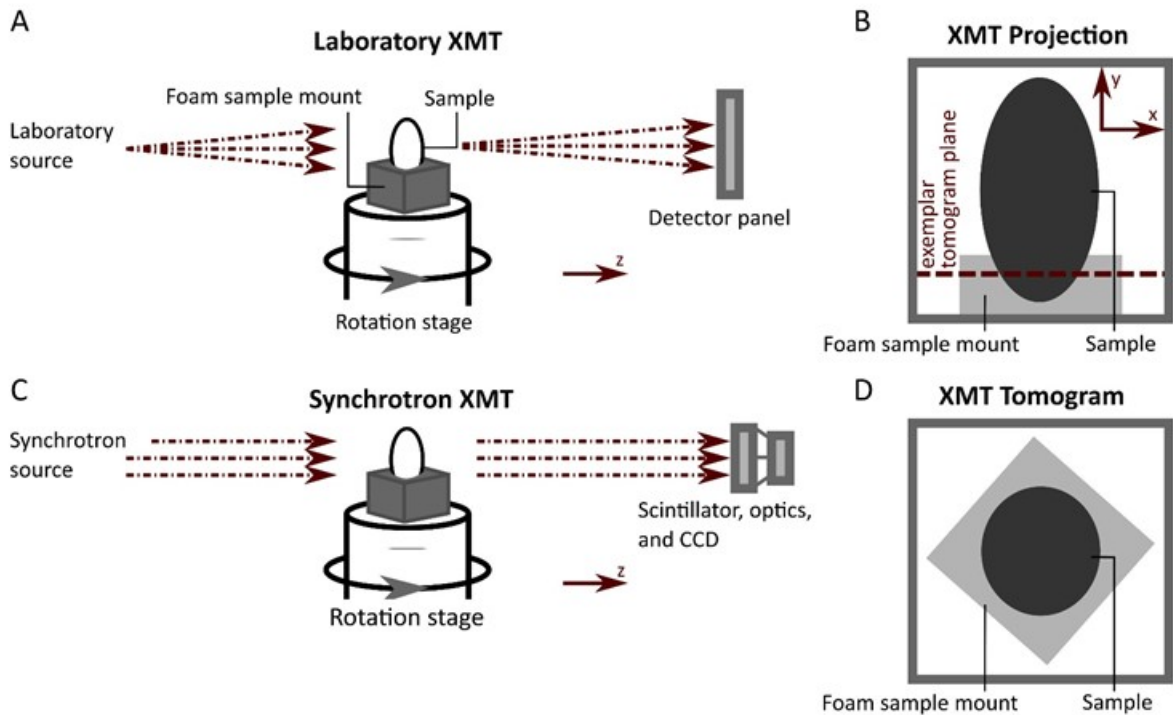 A
Laboratory XMT
Foam sample mount
Sample
Laboratory
source
Detector panel
z
Rotation stage
B
XMT Projection
y
x
exemplar
tomogram plane
Foam sample mount
Sample
C
Synchrotron XMT
Synchrotron
source
Scintillator, optics,
and CCD
z
Rotation stage
D
XMT Tomogram
Foam sample mount
Sample